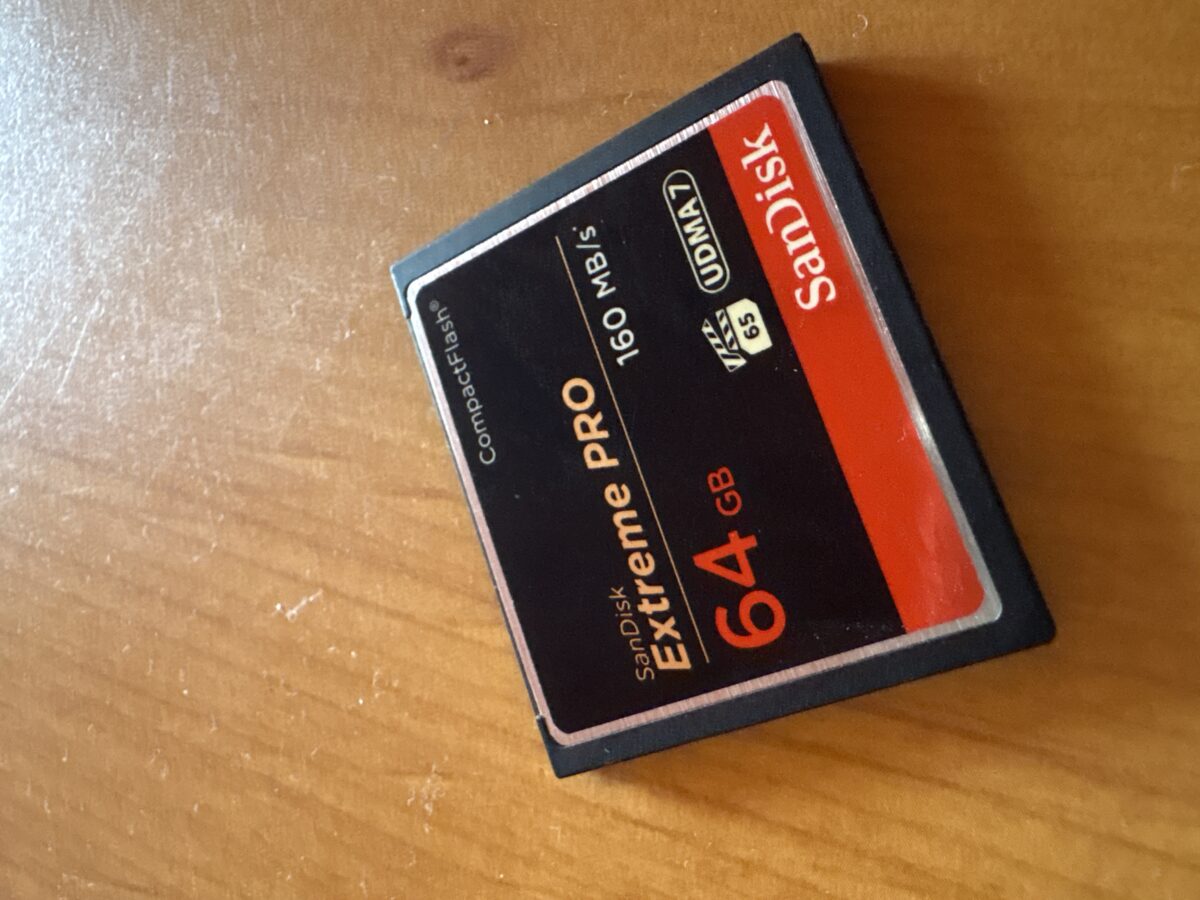 CompactFlash®
SanDisk
Extreme PRO
160 MB/s
64 GB
65
UDMA 7
SanDisk